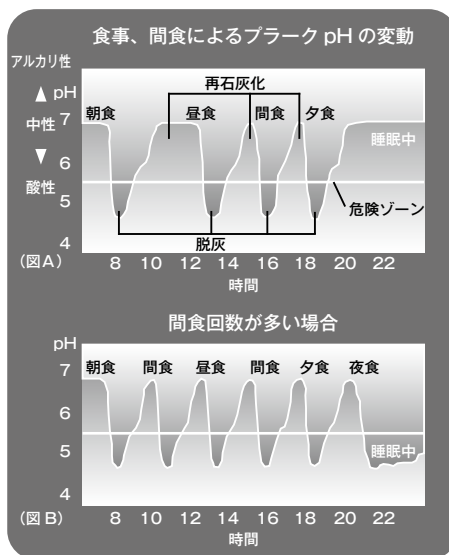 食事、間食によるプラーク pH の変動
アルカリ性
▲ pH
再石灰化
朝食 昼食 間食 夕食
中性 7
▼
睡眠中
6
酸性
5
危険ゾーン
4
脱灰
(図A) 8 10 12 14 16 18 20 22
時間
間食回数が多い場合
pH
朝食 間食 昼食 間食 夕食 夜食
7
6
5
睡眠中
4
(図B) 8 10 12 14 16 18 20 22
時間